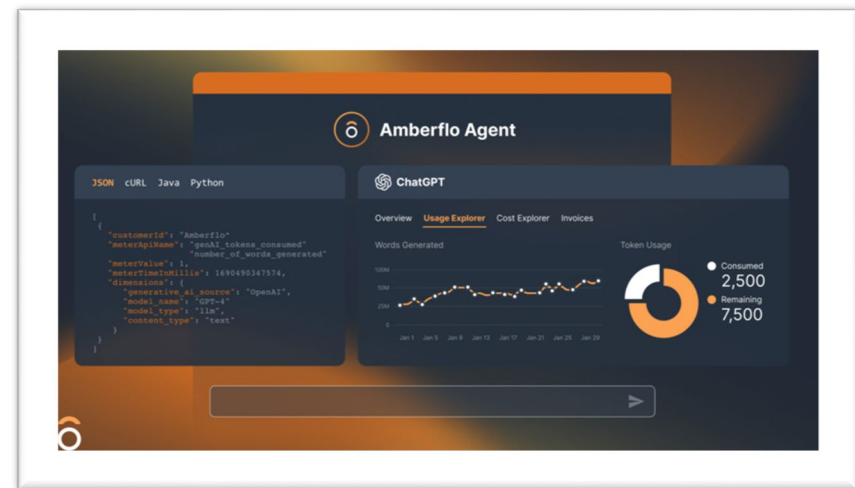 Amberflo Agent
JSON cURL Java Python
[
{
"customerId": "Amberflo"
"meterApiName": "genAI_tokens_consumed"
"number_of_words_generated"
"meterValue": 1,
"meterTimeInMillis": 1690490347574,
"dimensions": {
"generative_ai_source": "OpenAI",
"model_name": "GPT-4"
"model_type": "llm",
"content_type": "text"
}
}
]
ChatGPT
Overview Usage Explorer Cost Explorer Invoices
Words Generated
100M
50M
25M
0
Jan 1 Jan 5 Jan 9 Jan 13 Jan 17 Jan 21 Jan 25 Jan 29
Token Usage
Consumed
2,500
Remaining
7,500